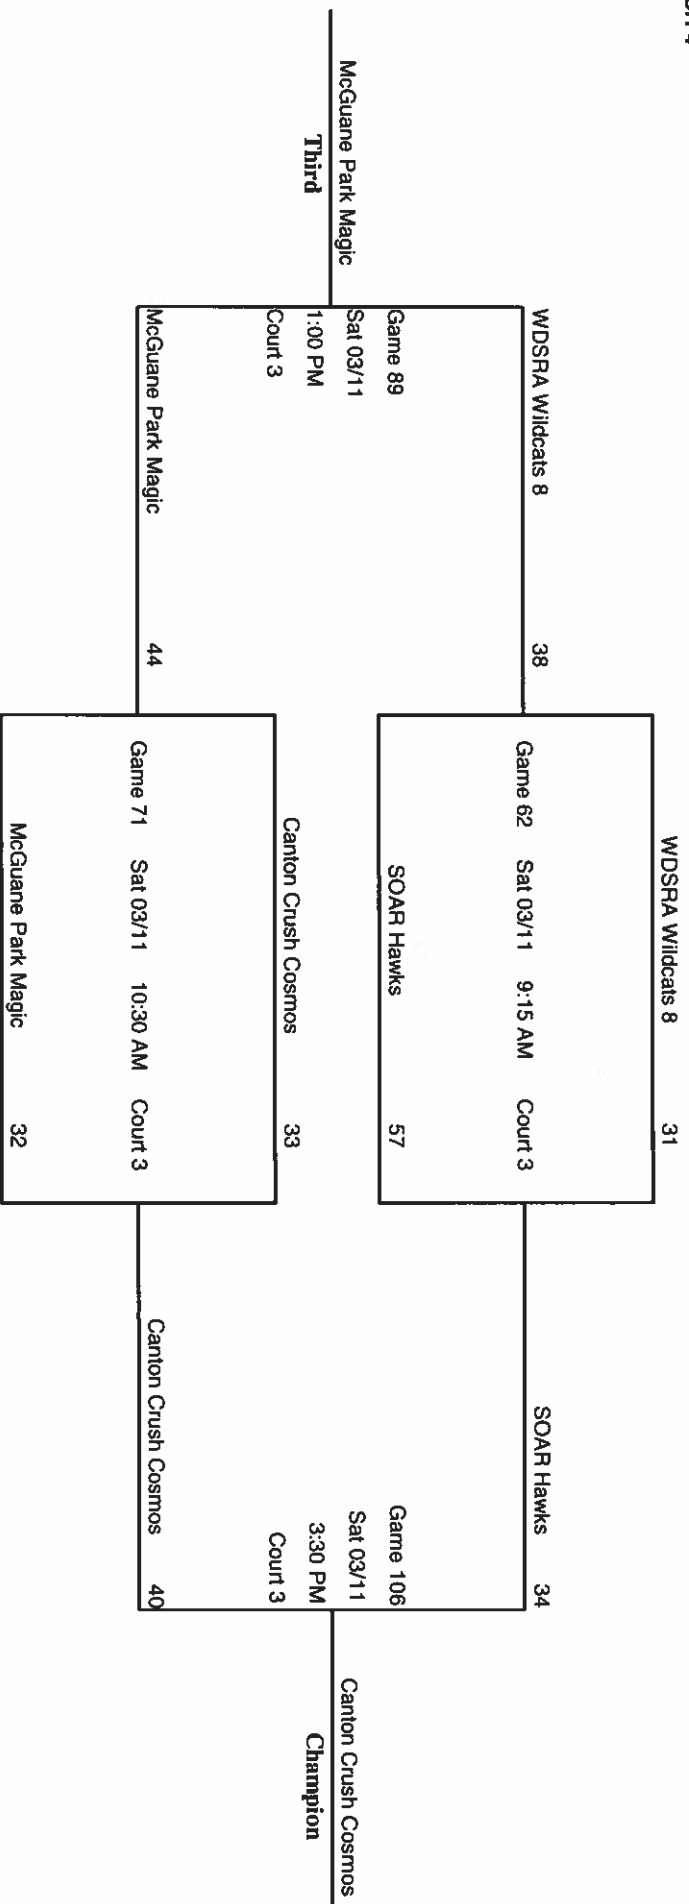 WDSRA Wildcats 8 31
WDSRA Wildcats 8 38
Game 62 Sat 03/11 9:15 AM Court 3
SOAR Hawks 34
Game 89
Sat 03/11
1:00 PM
Court 3
SOAR Hawks 57
Game 106
Sat 03/11
3:30 PM
Court 3
McGuane Park Magic
Third
Canton Crush Cosmos
Champion
Canton Crush Cosmos 33
McGuane Park Magic 44
Game 71 Sat 03/11 10:30 AM Court 3
Canton Crush Cosmos 40
McGuane Park Magic 32